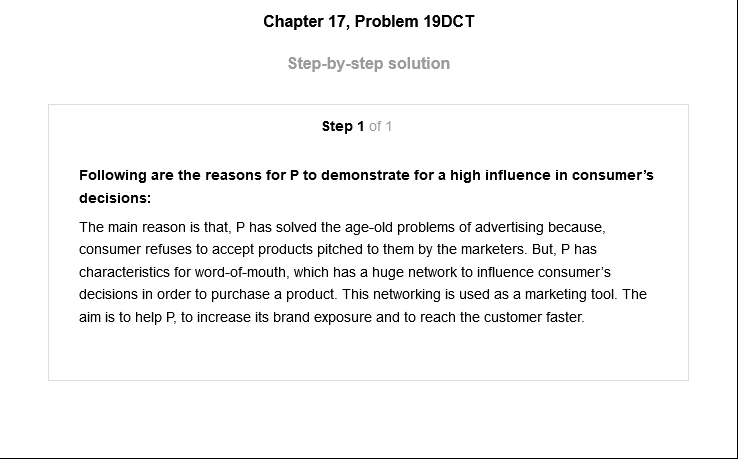 Chapter 17, Problem 19DCT
Step-by-step solution
Step 1 of 1
Following are the reasons for P to demonstrate for a high influence in consumer’s
decisions:
The main reason is that, P has solved the age-old problems of advertising because,
consumer refuses to accept products pitched to them by the marketers. But, P has
characteristics for word-of-mouth, which has a huge network to influence consumer’s
decisions in order to purchase a product. This networking is used as a marketing tool. The
aim is to help P, to increase its brand exposure and to reach the customer faster.